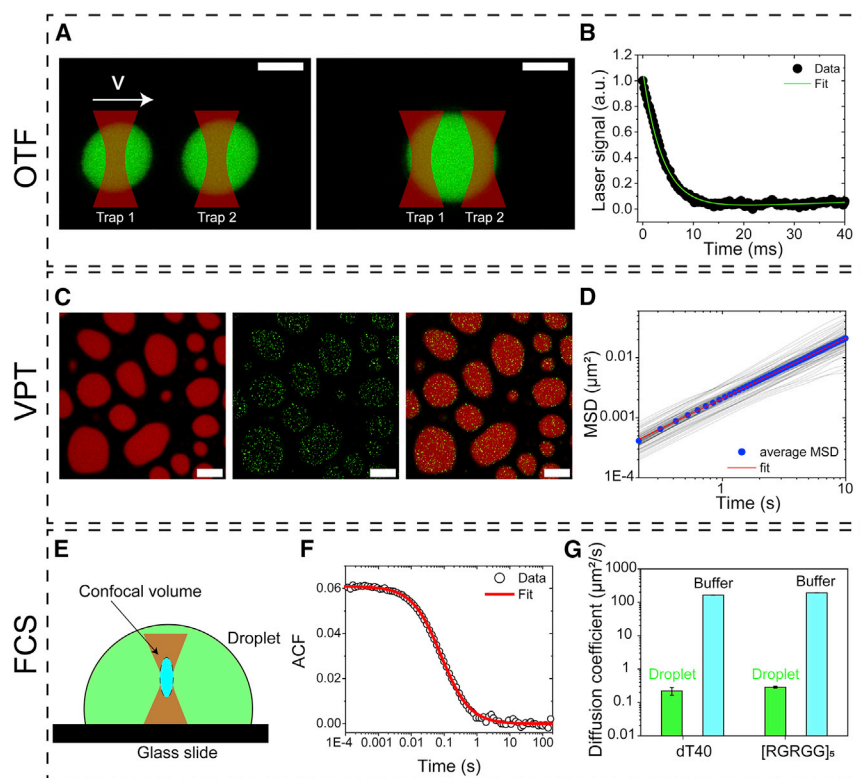 OTF
A
V
Trap 1
Trap 2
Trap 1
Trap 2
B
Laser signal (a.u.)
1.2
1.0
0.8
0.6
0.4
0.2
0.0
Data
Fit
0
10
20
30
40
Time (ms)
VPT
C
D
MSD (µm²)
0.01
0.001
1E-4
average MSD
fit
1
10
Time (s)
FCS
E
Confocal volume
Droplet
Glass slide
F
ACF
0.06
0.04
0.02
0.00
Data
Fit
1E-4
0.001
0.01
0.1
1
10
100
Time (s)
G
Diffusion coefficient (µm²/s)
1000
100
10
1
0.1
0.01
Buffer
Buffer
Droplet
Droplet
dT40
[RGRGG]₅